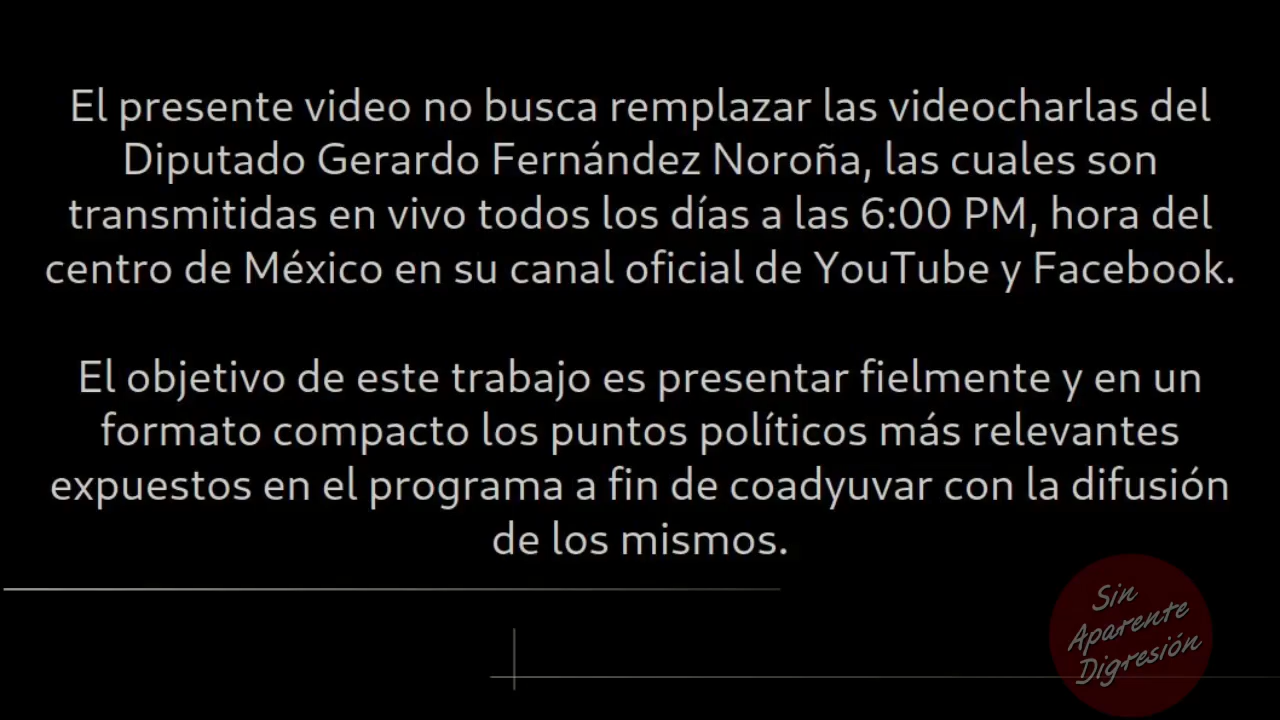 El presente video no busca remplazar las videocharlas del
Diputado Gerardo Fernández Noroña, las cuales son
transmitidas en vivo todos los días a las 6:00 PM, hora del
centro de México en su canal oficial de YouTube y Facebook.
El objetivo de este trabajo es presentar fielmente y en un
formato compacto los puntos políticos más relevantes
expuestos en el programa a fin de coadyuvar con la difusión
de los mismos.
Sin
Aparente
Digresión